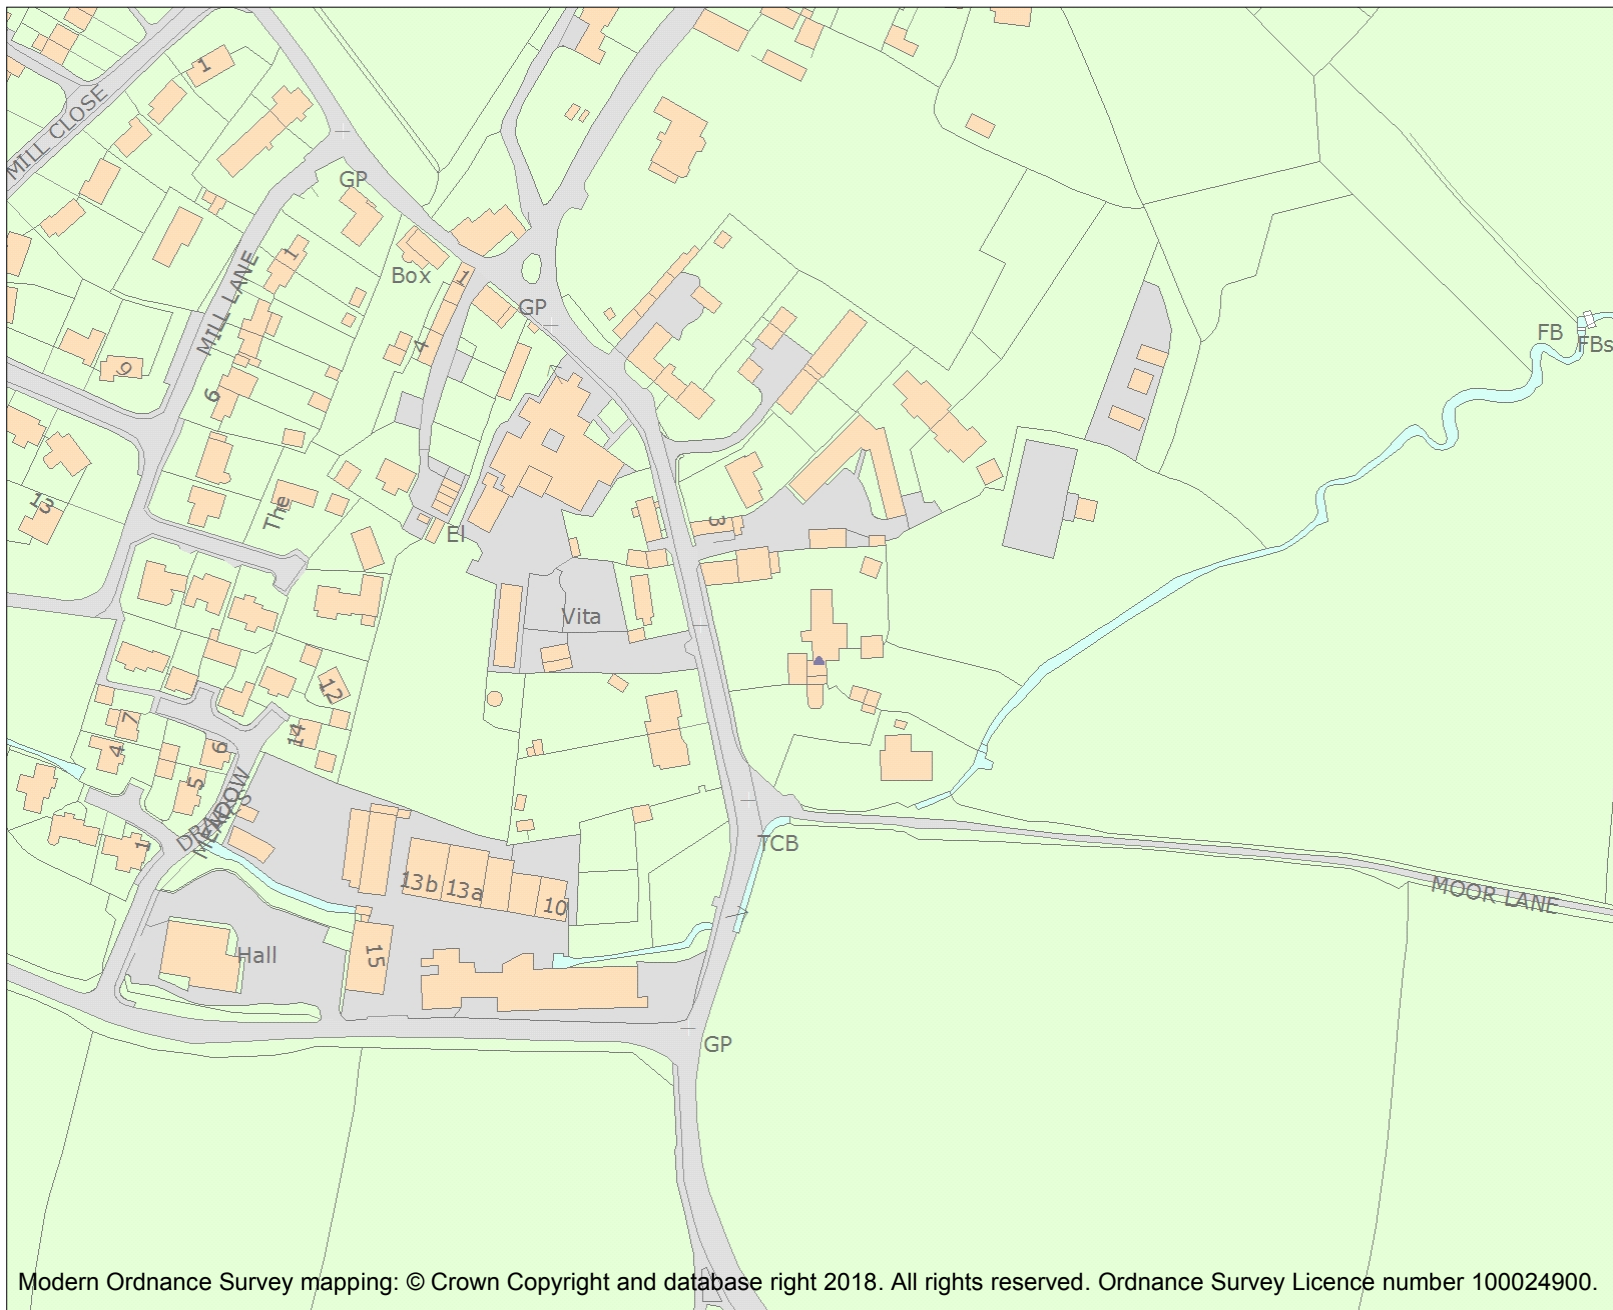 1
MILL CLOSE
GP
Box
1
1
GP
MILL LANE
4
9
6
FB
FBs
13
The
El
3
Vita
12
7
14
4
6
5
MEADOW
1
TCB
13b
13a
10
MOOR LANE
Hall
15
GP
Modern Ordnance Survey mapping: © Crown Copyright and database right 2018. All rights reserved. Ordnance Survey Licence number 100024900.